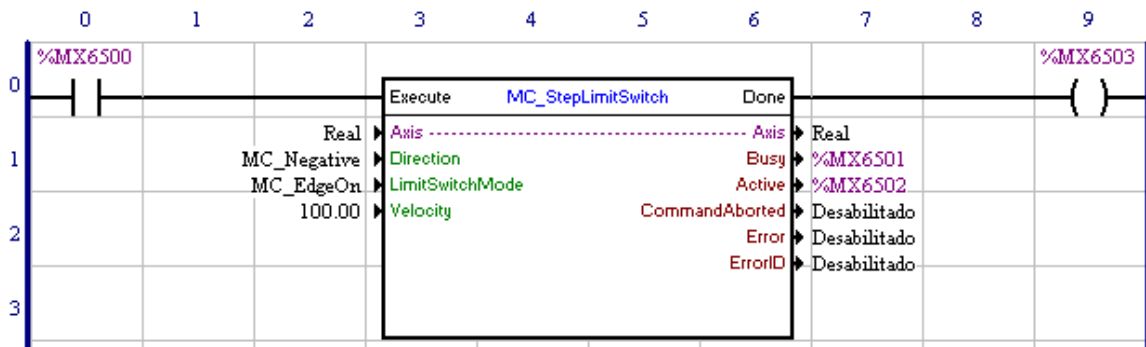 0 1 2 3 4 5 6 7 8 9
%MX6500 %MX6503
0
Execute MC_StepLimitSwitch Done
Real Axis Axis Real
1 MC_Negative Direction Busy %MX6501
MC_EdgeOn LimitSwitchMode Active %MX6502
100.00 Velocity CommandAborted Desabilitado
2 Error Desabilitado
ErrorID Desabilitado
3